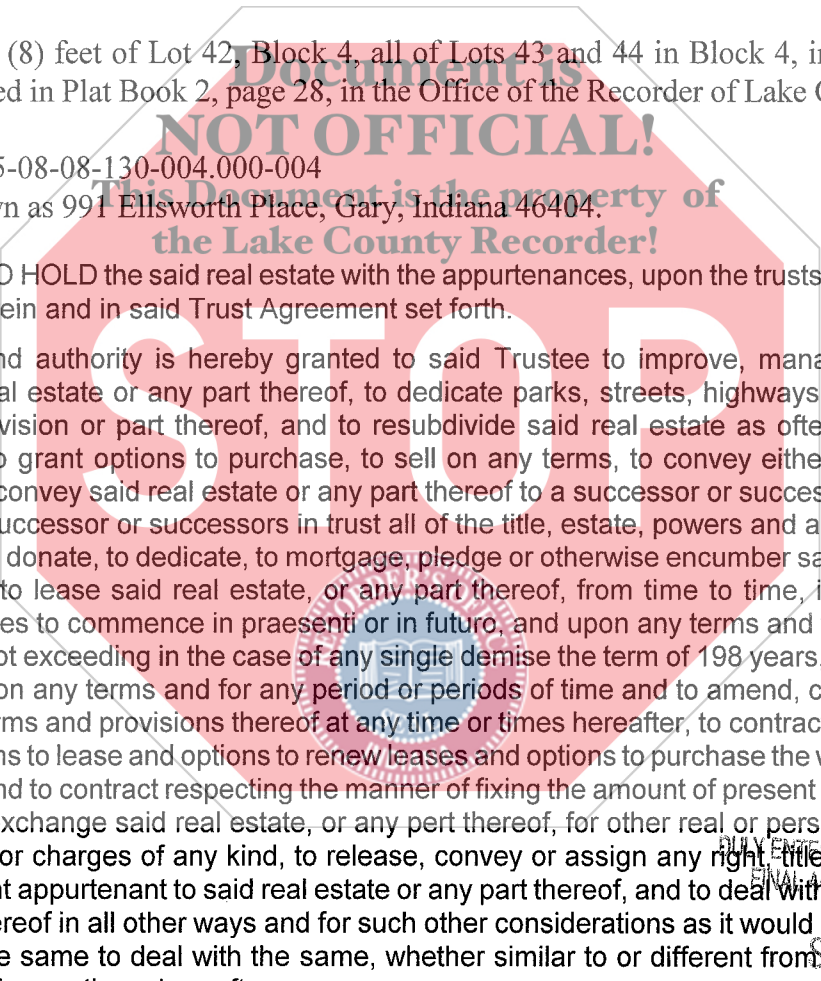 (8) feet of Lot 42, Block 4, all of Lots 43 and 44 in Block 4, in
ed in Plat Book 2, page 28, in the Office of the Recorder of Lake C
Document is
NOT OFFICIAL!
This Document is the property of
the Lake County Recorder!
STOP
5-08-08-130-004.000-004
n as 991 Ellsworth Place, Gary, Indiana 46404.
O HOLD the said real estate with the appurtenances, upon the trusts
ein and in said Trust Agreement set forth.
nd authority is hereby granted to said Trustee to improve, mana
al estate or any part thereof, to dedicate parks, streets, highways
vision or part thereof, and to resubdivide said real estate as ofte
o grant options to purchase, to sell on any terms, to convey eithe
convey said real estate or any part thereof to a successor or succes
uccessor or successors in trust all of the title, estate, powers and a
donate, to dedicate, to mortgage, pledge or otherwise encumber sa
to lease said real estate, or any part thereof, from time to time, i
es to commence in praesenti or in futuro, and upon any terms and
ot exceeding in the case of any single demise the term of 198 years,
on any terms and for any period or periods of time and to amend, c
rms and provisions thereof at any time or times hereafter, to contrac
ns to lease and options to renew leases and options to purchase the v
nd to contract respecting the manner of fixing the amount of present
xchange said real estate, or any pert thereof, for other real or pers
or charges of any kind, to release, convey or assign any right, title
t appurtenant to said real estate or any part thereof, and to deal with
ereof in all other ways and for such other considerations as it would
e same to deal with the same, whether similar to or different from
DULY ENTE
FINAL A